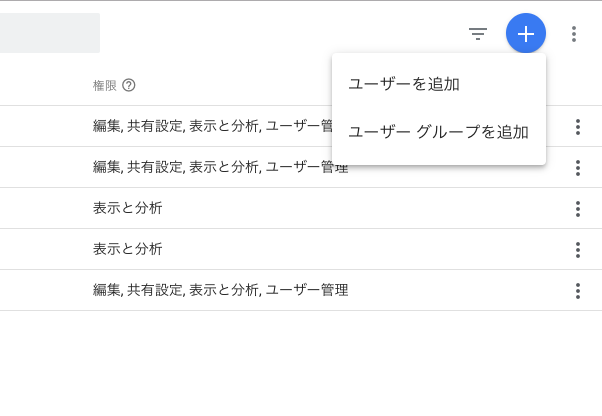 権限
ユーザーを追加
ユーザー グループを追加
編集, 共有設定, 表示と分析, ユーザー管
編集, 共有設定, 表示と分析, ユーザー管理
表示と分析
表示と分析
編集, 共有設定, 表示と分析, ユーザー管理